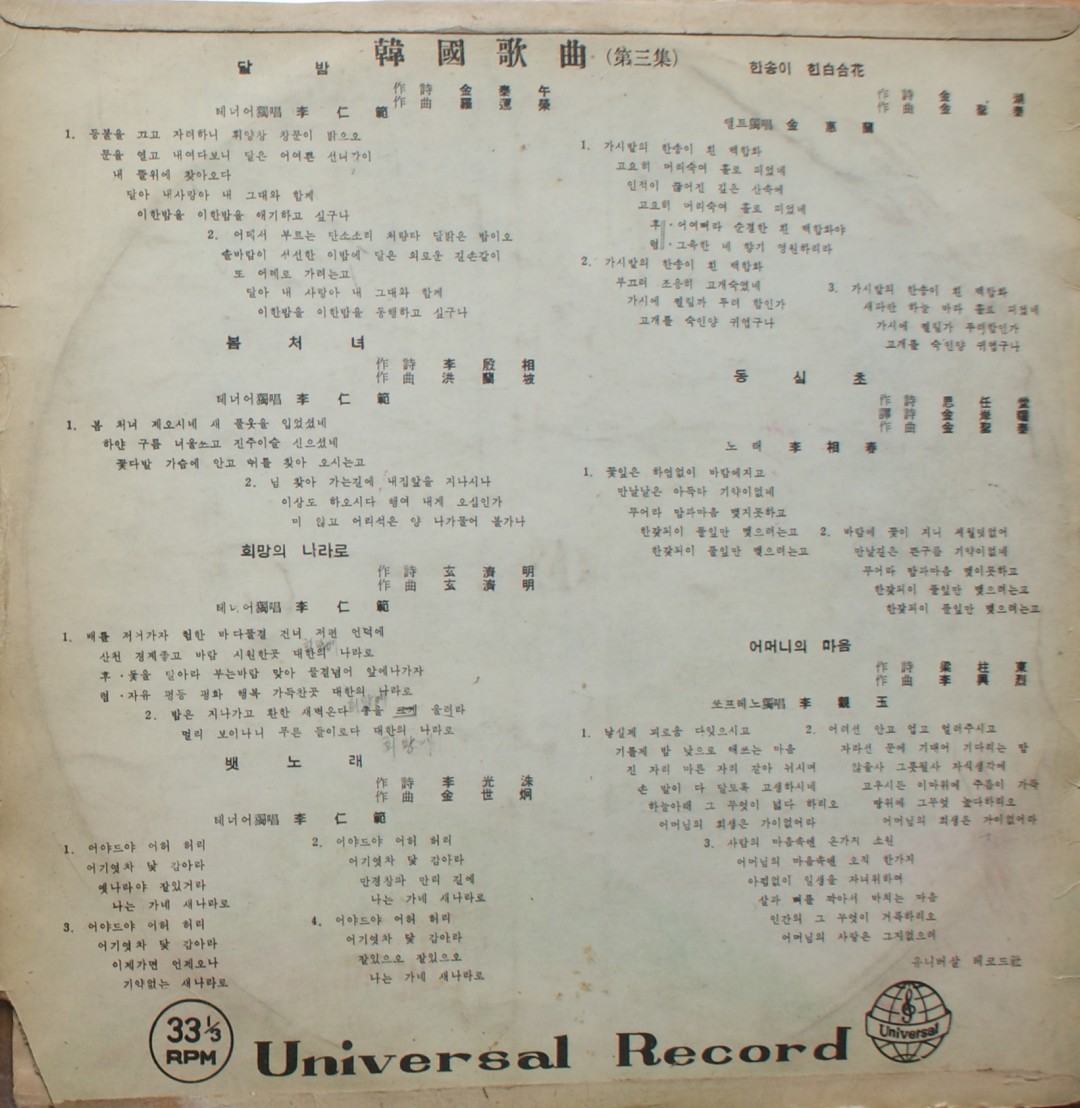 韓國歌曲 (第三集)
달 밤
作詩 金 泰 午
作曲 羅 運 榮
테너어獨唱 李 仁 範
1. 등불을 끄고 자려하니 휘양창 창문이 밝으오
문을 열고 내여다보니 달은 어여쁜 선녀같이
내 뜰위에 찾아오다
달아 내사랑아 내 그대와 함께
이한밤을 이한밤을 얘기하고 싶구나
2. 어데서 부르는 단소소리 처량타 달밝은 밤이오
솔바람이 선선한 이밤에 달은 외로운 길손같이
또 어데로 가려는고
달아 내 사랑아 내 그대와 함께
이한밤을 이한밤을 동행하고 싶구나
봄 처 녀
作詩 李 殷 相
作曲 洪 蘭 坡
테너어獨唱 李 仁 範
1. 봄 처녀 제오시네 새 풀옷을 입었셨네
하얀 구름 너울쓰고 진주이슬 신으셨네
꽃다발 가슴에 안고 뉘를 찾아 오시는고
2. 님 찾아 가는길에 내집앞을 지나시나
이상도 하오시다 행여 내게 오심인가
미 입고 어리석은 양 나가물어 볼가나
희망의 나라로
作詩 玄 濟 明
作曲 玄 濟 明
테너어獨唱 李 仁 範
1. 배를 저어가자 험한 바다물결 건너 저편 언덕에
산천 경계좋고 바람 시원한곳 대한의 나라로
후 · 돛을 달아라 부는바람 맞아 물결넘어 앞에나가자
렴 · 자유 평등 평화 행복 가득찬곳 대한의 나라로
2. 밤은 지나가고 환한 새벽온다 종을 크게 울려라
멀리 보이나니 푸른 들이로다 대한의 나라로
희망의
뱃 노 래
作詩 李 光 洙
作曲 金 世 炯
테너어獨唱 李 仁 範
1. 어야드야 어허 허리
어기엿차 닻 감아라
옛나라야 잘있거라
나는 가네 새나라로
2. 어야드야 어허 허리
어기엿차 닻 감아라
만경창파 만리 길에
나는 가네 새나라로
3. 어야드야 어허 허리
어기엿차 닻 감아라
이제가면 언제오나
기약없는 새나라로
4. 어야드야 어허 허리
어기엿차 닻 감아라
잘있으오 잘있으오
나는 가네 새나라로
한송이 흰白合花
作詩 金
作曲 金 聖 泰
앨트獨唱 金 惠 蘭
1. 가시밭의 한송이 흰 백합화
고요히 머리숙여 홀로 피었네
인적이 끊어진 깊은 산속에
고요히 머리숙여 홀로 피었네
후 · 어여뻐라 순결한 흰 백합화야
렴 · 그윽한 네 향기 영원하리라
2. 가시밭의 한송이 흰 백합화
부끄러 조용히 고개숙였네
가시에 찔릴까 두려 함인가
고개를 숙인양 귀엽구나
3. 가시밭의 한송이 흰 백합화
새파란 하늘 바라 홀로 피었네
가시에 찔릴가 두려함인가
고개를 숙인양 귀엽구나
동 심 초
作詩 思 任 堂
譯詩 金 岸 曙
作曲 金 聖 泰
노 래 李 相 春
1. 꽃잎은 하염없이 바람에지고
만날날은 아득타 기약이없네
무어라 맘과마음 맺지못하고
한갖되이 풀잎만 맺으려는고
한갖되이 풀잎만 맺으려는고
2. 바람에 꽃이 지니 세월덧없어
만날길은 뜬구름 기약이없네
무어라 맘과마음 맺이못하고
한갖되이 풀잎만 맺으려는고
한갖되이 풀잎만 맺으려는고
어머니의 마음
作詩 梁 柱 東
作曲 李 興 烈
쏘프레노獨唱 李 觀 玉
1. 낳실제 괴로움 다잊으시고
기를제 밤 낮으로 애쓰는 마음
진 자리 마른 자리 갈아 뉘시며
손 발이 다 닳도록 고생하시네
하늘아래 그 무엇이 넓다 하리오
어머님의 희생은 가이없어라
2. 어려선 안고 업고 얼러주시고
자라선 문에 기대어 기다리는 맘
앓을사 그릇될사 자식생각에
고우시든 이마위에 주름이 가득
땅위에 그무엇 높다하리오
어머님의 희생은 가이없어라
3. 사람의 마음속엔 온가지 소원
어머님의 마음속엔 오직 한가지
아낌없이 일생을 자녀위하여
살과 뼈를 깎아서 바치는 마음
인간의 그 무엇이 거룩하리오
어머님의 사랑은 그지없으려
유니버살 레코드社
33⅓ RPM
Universal Record
Universal